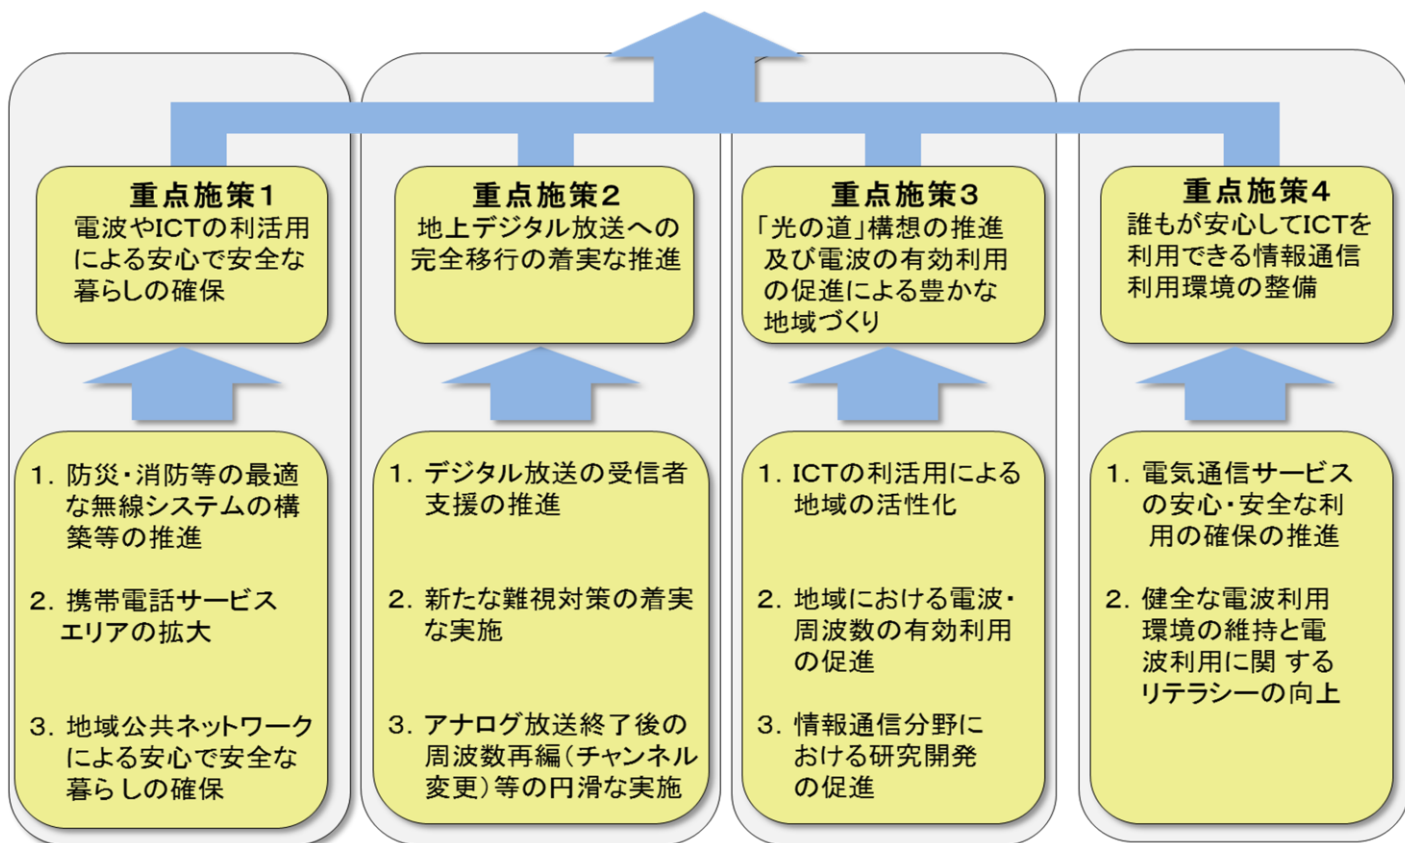 重点施策1
電波やICTの利活用
による安心で安全な
暮らしの確保
重点施策2
地上デジタル放送への
完全移行の着実な推進
重点施策3
「光の道」構想の推進
及び電波の有効利用
の促進による豊かな
地域づくり
重点施策4
誰もが安心してICTを
利用できる情報通信
利用環境の整備
1. 防災・消防等の最適
な無線システムの構
築等の推進
2. 携帯電話サービス
エリアの拡大
3. 地域公共ネットワーク
による安心で安全な
暮らしの確保
1. デジタル放送の受信者
支援の推進
2. 新たな難視対策の着実
な実施
3. アナログ放送終了後の
周波数再編(チャンネル
変更)等の円滑な実施
1. ICTの利活用による
地域の活性化
2. 地域における電波・
周波数の有効利用
の促進
3. 情報通信分野に
おける研究開発
の促進
1. 電気通信サービス
の安心・安全な利
用の確保の推進
2. 健全な電波利用
環境の維持と電
波利用に関 する
リテラシーの向上